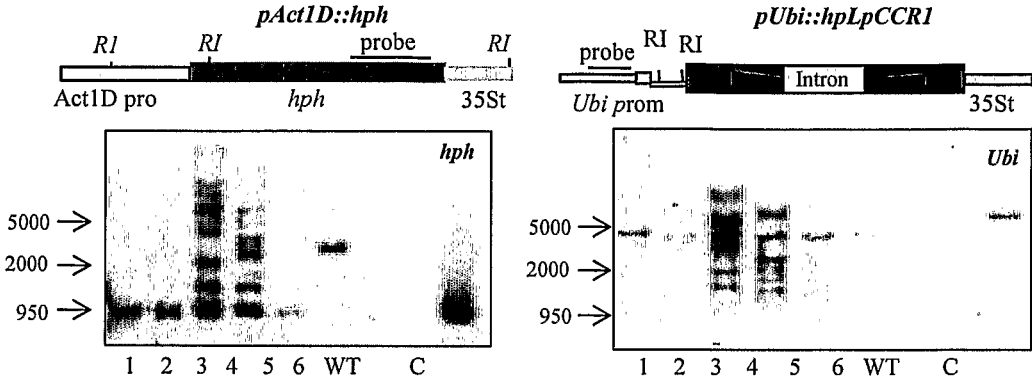 pAct1D::hph
R1
RI
probe
RI
Act1D pro
hph
35St
hph
5000
2000
950
1 2 3 4 5 6 WT C
pUbi::hpLpCCR1
probe
RI
RI
Intron
Ubi prom
35St
Ubi
5000
2000
950
1 2 3 4 5 6 WT C